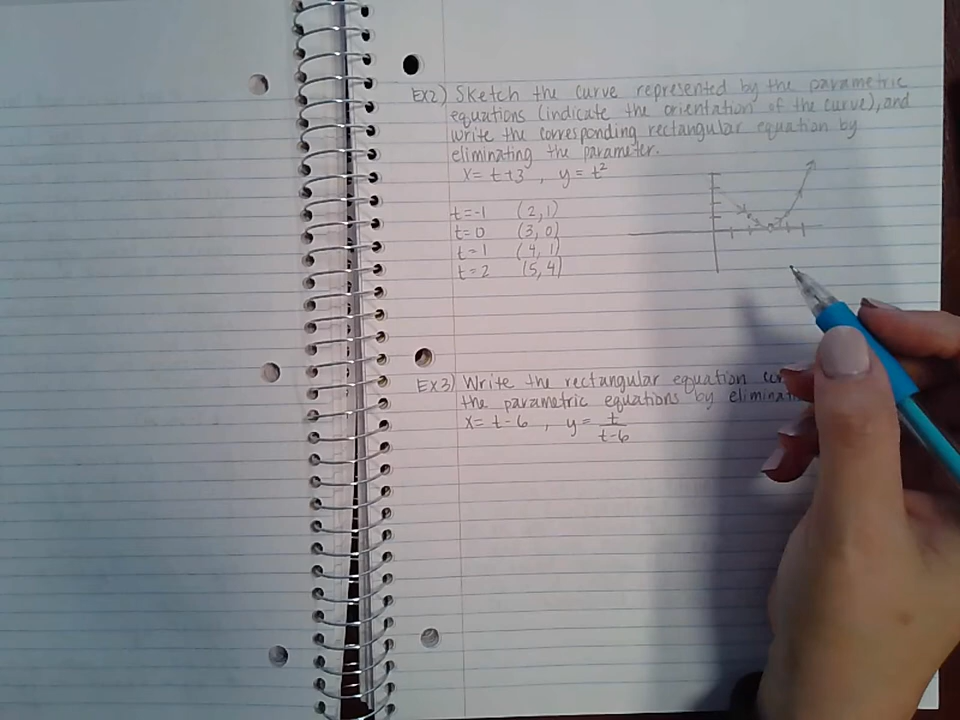 Ex2) Sketch the curve represented by the parametric
equations (indicate the orientation of the curve), and
write the corresponding rectangular equation by
eliminating the parameter.
x = t+3 , y = t²
t=-1 (2,1)
t=0 (3,0)
t=1 (4,1)
t=2 (5,4)
Ex3) Write the rectangular equation
the parametric equations by
x= t-6 , y= t/(t-6)